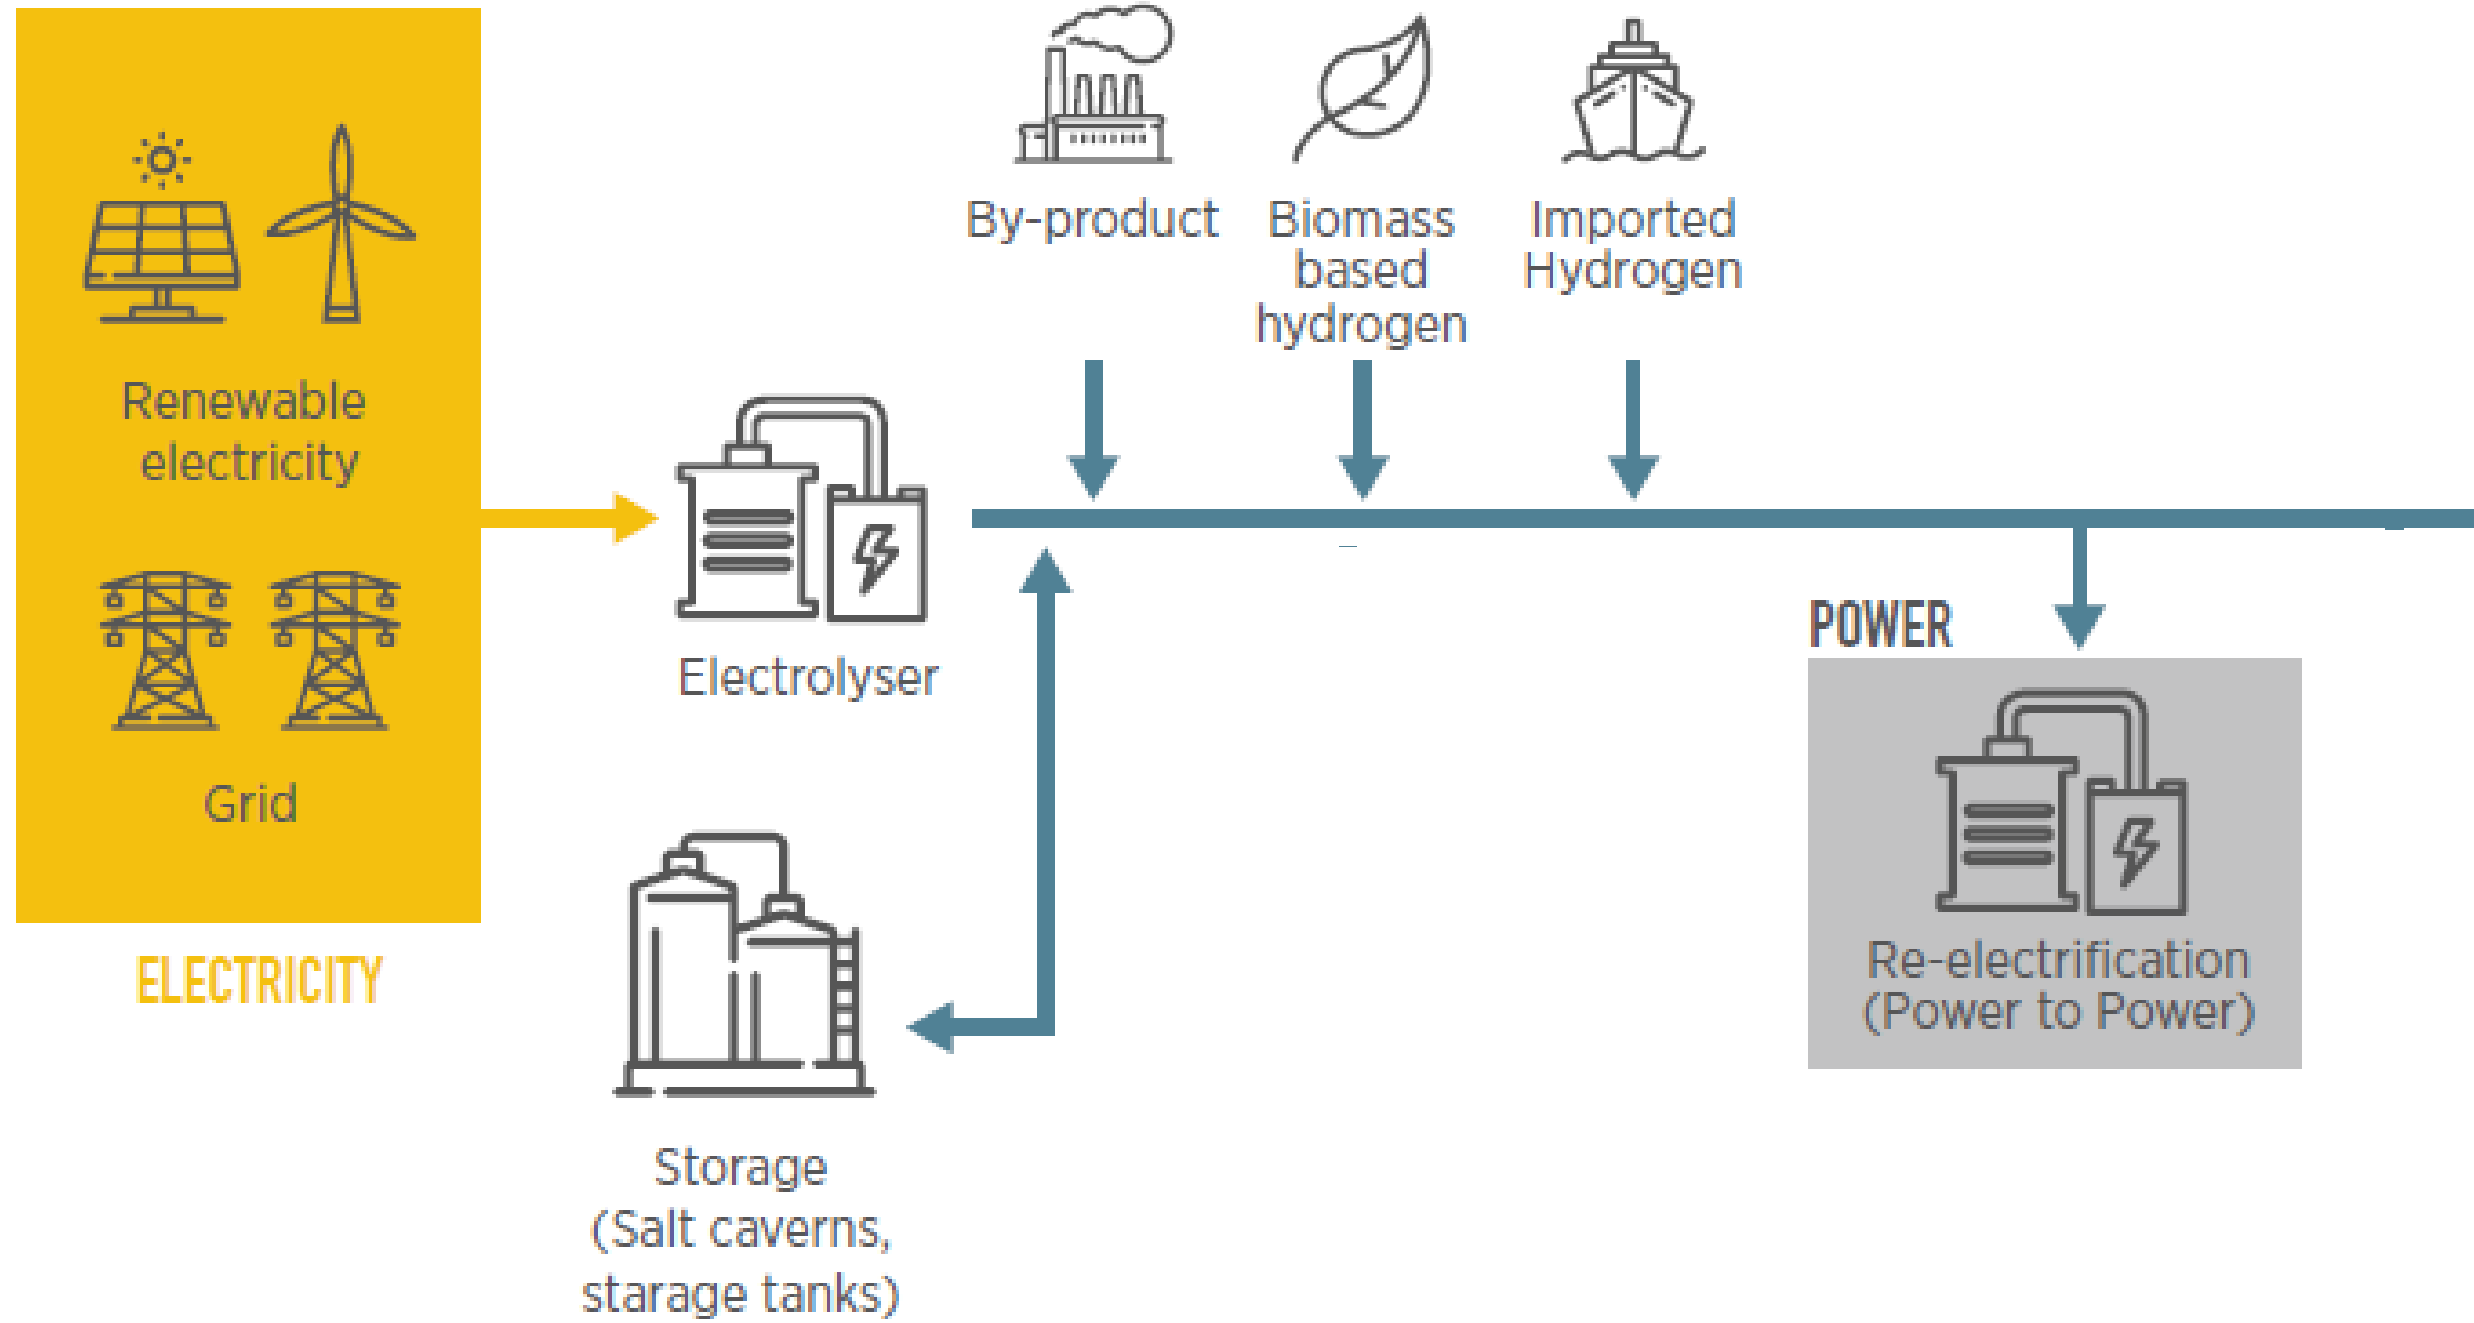 Renewable
electricity
Grid
ELECTRICITY
Electrolyser
Storage
(Salt caverns,
starage tanks)
By-product
Biomass
based
hydrogen
Imported
Hydrogen
POWER
Re-electrification
(Power to Power)